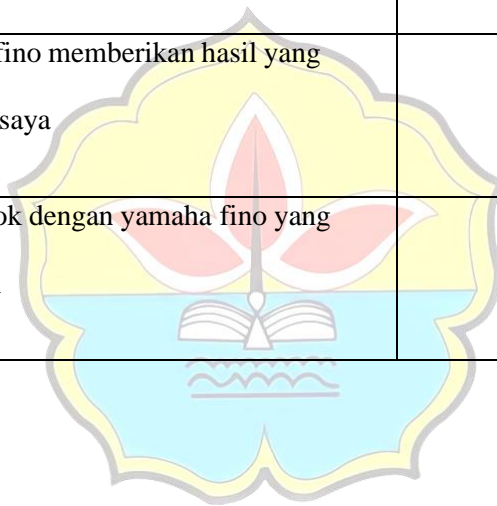 fino memberikan hasil yang
saya
ok dengan yamaha fino yang